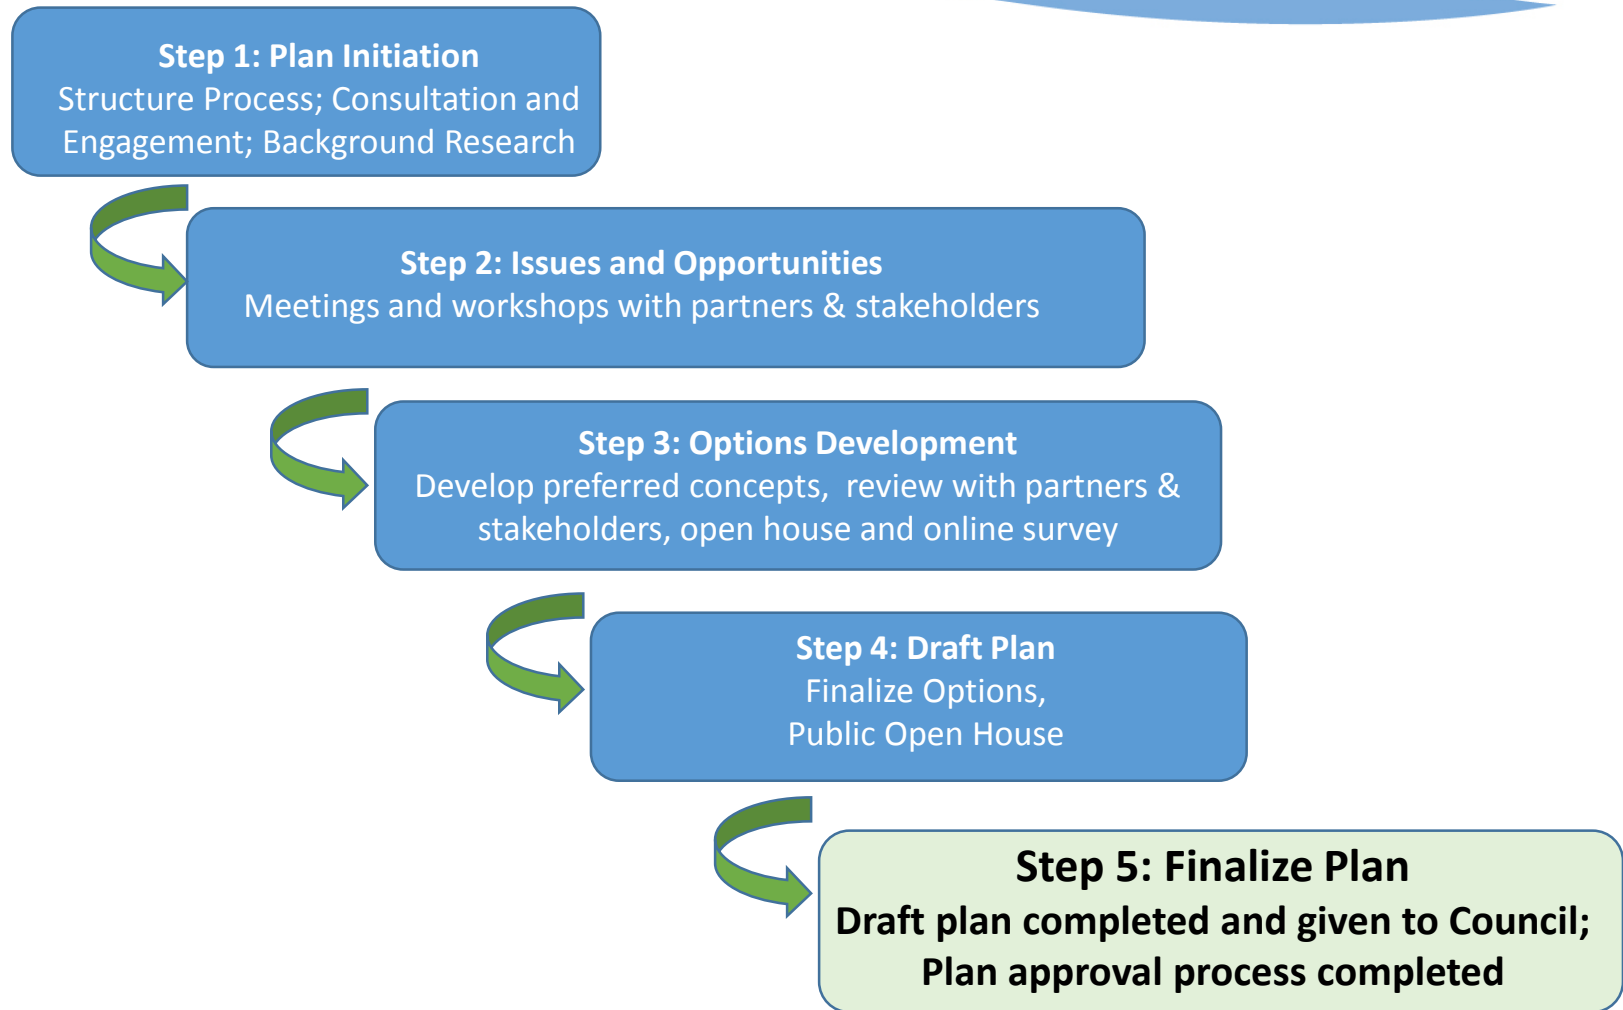 Step 1: Plan Initiation
Structure Process; Consultation and
Engagement; Background Research
Step 2: Issues and Opportunities
Meetings and workshops with partners & stakeholders
Step 3: Options Development
Develop preferred concepts,  review with partners &
stakeholders, open house and online survey
Step 4: Draft Plan
Finalize Options,
Public Open House
Step 5: Finalize Plan
Draft plan completed and given to Council;
Plan approval process completed